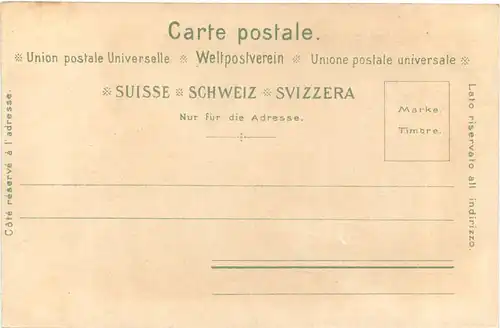 Carte postale.
※ Union postale Universelle ※ Weltpostverein ※ Unione postale universale ※
※ SUISSE ※ SCHWEIZ ※ SVIZZERA
Nur für die Adresse.
Marke.
Timbre.
Côté réservé à l'adresse.
Lato riservato all indirizzo.